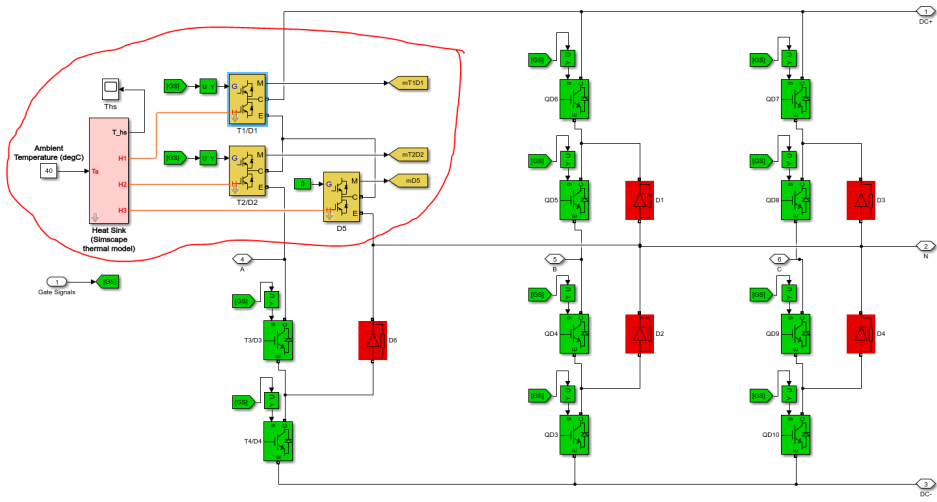 1
DC+
[GS]
U Y
G
M
C
E
H
mT1D1
T1/D1
Ths
T_hs
Ambient
Temperature (degC)
40
Ta
H1
H2
H3
Heat Sink
(Simscape
thermal model)
[GS]
U Y
G
M
C
E
H
mT2D2
T2/D2
0
G
M
C
E
H
mD5
D5
[GS]
U Y
QD6
[GS]
U Y
QD7
[GS]
U Y
QD5
D1
[GS]
U Y
QD8
D3
2
N
4
A
5
B
6
C
1
Gate Signals
[GS]
[GS]
U Y
T3/D3
D6
[GS]
U Y
QD4
D2
[GS]
U Y
QD9
D4
[GS]
U Y
T4/D4
[GS]
U Y
QD3
[GS]
U Y
QD10
3
DC-